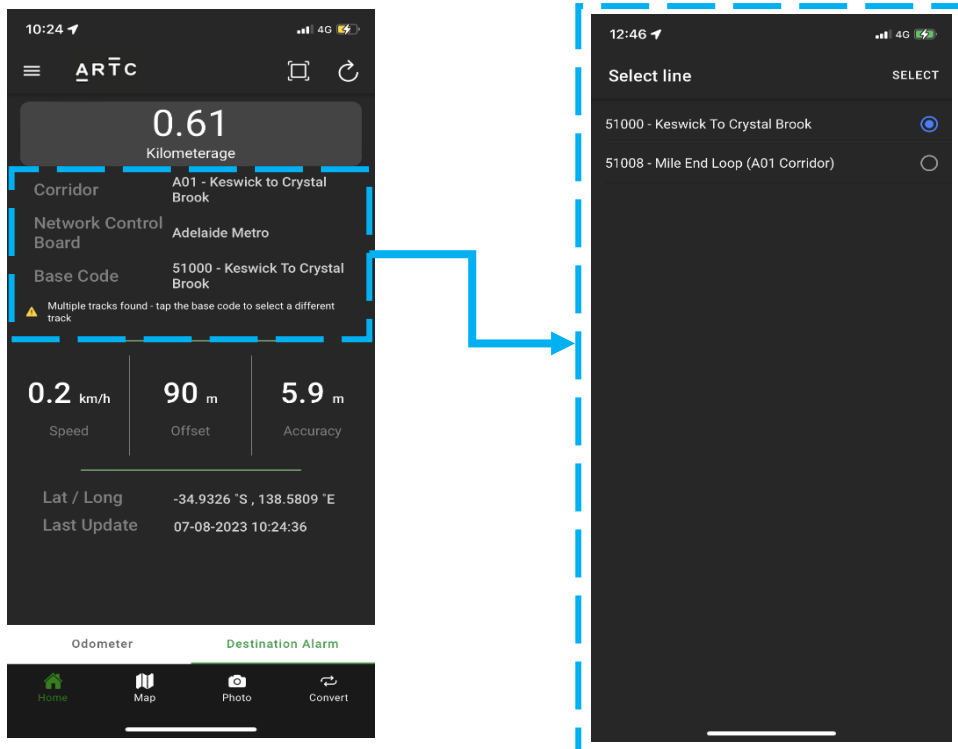 10:24
4G
ARTC
0.61
Kilometerage
Corridor
A01 - Keswick to Crystal
Brook
Network Control
Board
Adelaide Metro
Base Code
51000 - Keswick To Crystal
Brook
Multiple tracks found - tap the base code to select a different
track
0.2 km/h
Speed
90 m
Offset
5.9 m
Accuracy
Lat / Long
-34.9326 °S , 138.5809 °E
Last Update
07-08-2023 10:24:36
Odometer
Destination Alarm
Home
Map
Photo
Convert
12:46
4G
Select line
SELECT
51000 - Keswick To Crystal Brook
51008 - Mile End Loop (A01 Corridor)